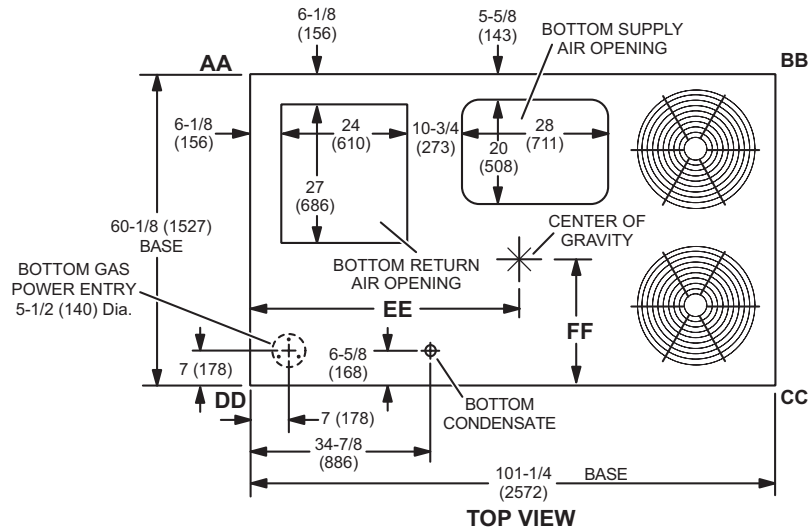 6-1/8
(156)
5-5/8
(143)
BOTTOM SUPPLY
AIR OPENING
AA
BB
6-1/8
(156)
24
(610)
10-3/4
(273)
28
(711)
20
(508)
27
(686)
60-1/8 (1527)
BASE
CENTER OF
GRAVITY
BOTTOM RETURN
AIR OPENING
BOTTOM GAS
POWER ENTRY
5-1/2 (140) Dia.
EE
FF
7 (178)
6-5/8
(168)
DD
CC
7 (178)
BOTTOM
CONDENSATE
34-7/8
(886)
101-1/4
(2572)
BASE
TOP VIEW